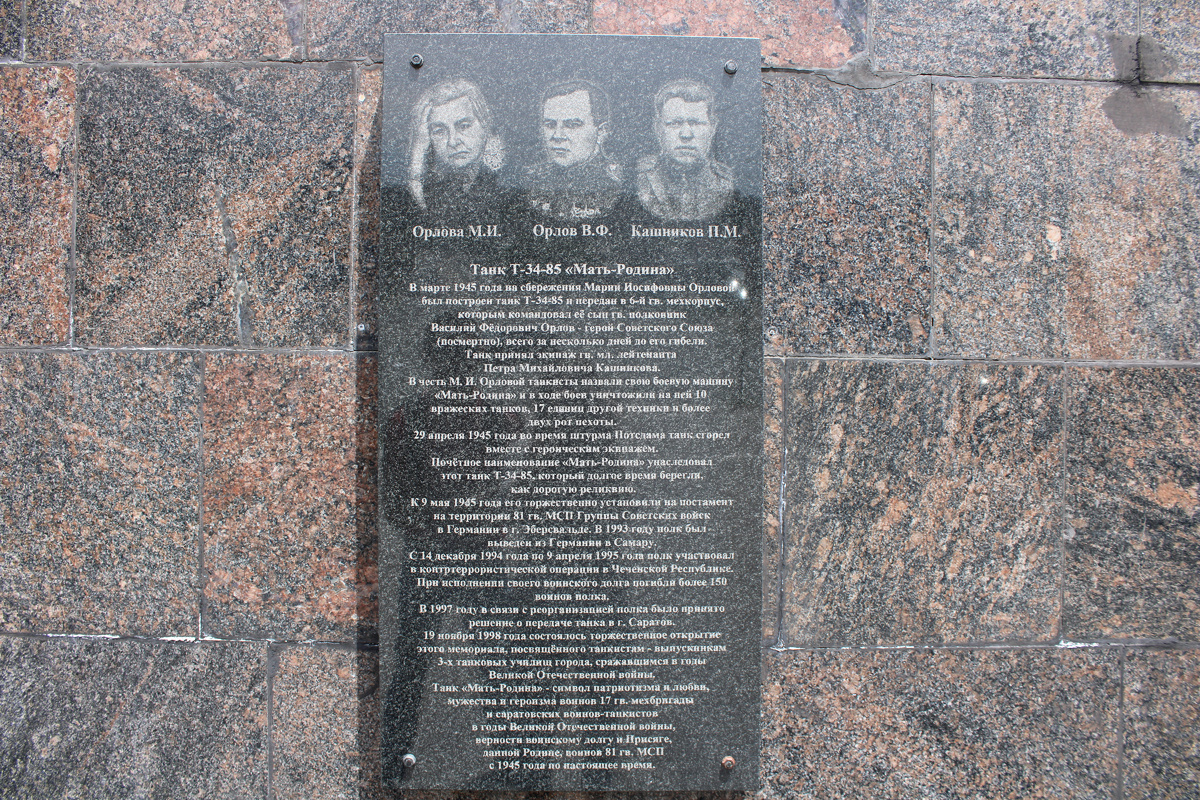 Орлова М.И. Орлов В.Ф. Кашников П.М.
Танк Т-34-85 «Мать-Родина»
В марте 1945 года на сбережения Марии Иосифовны Орловой
был построен танк Т-34-85 и передан в 6-й гв. мехкорпус,
которым командовал её сын гв. полковник
Василий Фёдорович Орлов - герой Советского Союза
(посмертно), всего за несколько дней до его гибели.
Танк принял экипаж гв. мл. лейтенанта
Петра Михайловича Кашникова.
В честь М. И. Орловой танкисты назвали свою боевую машину
«Мать-Родина» и в ходе боев уничтожили на ней 10
вражеских танков, 17 единиц другой техники и более
двух рот пехоты.
29 апреля 1945 года во время штурма Потсдама танк сгорел
вместе с героическим экипажем.
Почётное наименование «Мать-Родина» унаследовал
этот танк Т-34-85, который долгое время берегли,
как дорогую реликвию.
К 9 мая 1945 года его торжественно установили на постамент
на территории 81 гв. МСП Группы Советских войск
в Германии в г. Эберсвальде. В 1993 году полк был
выведен из Германии в Самару.
С 14 декабря 1994 года по 9 апреля 1995 года полк участвовал
в контртеррористической операции в Чеченской Республике.
При исполнения своего воинского долга погибли более 150
воинов полка.
В 1997 году в связи с реорганизацией полка было принято
решение о передаче танка в г. Саратов.
19 ноября 1998 года состоялось торжественное открытие
этого мемориала, посвящённого танкистам - выпускникам
3-х танковых училищ города, сражавшимся в годы
Великой Отечественной войны.
Танк «Мать-Родина» - символ патриотизма и любви,
мужества и героизма воинов 17 гв. мехбригады
и саратовских воинов-танкистов
в годы Великой Отечественной войны,
верности воинскому долгу и Присяге,
данной Родине, воинов 81 гв. МСП
с 1945 года по настоящее время.